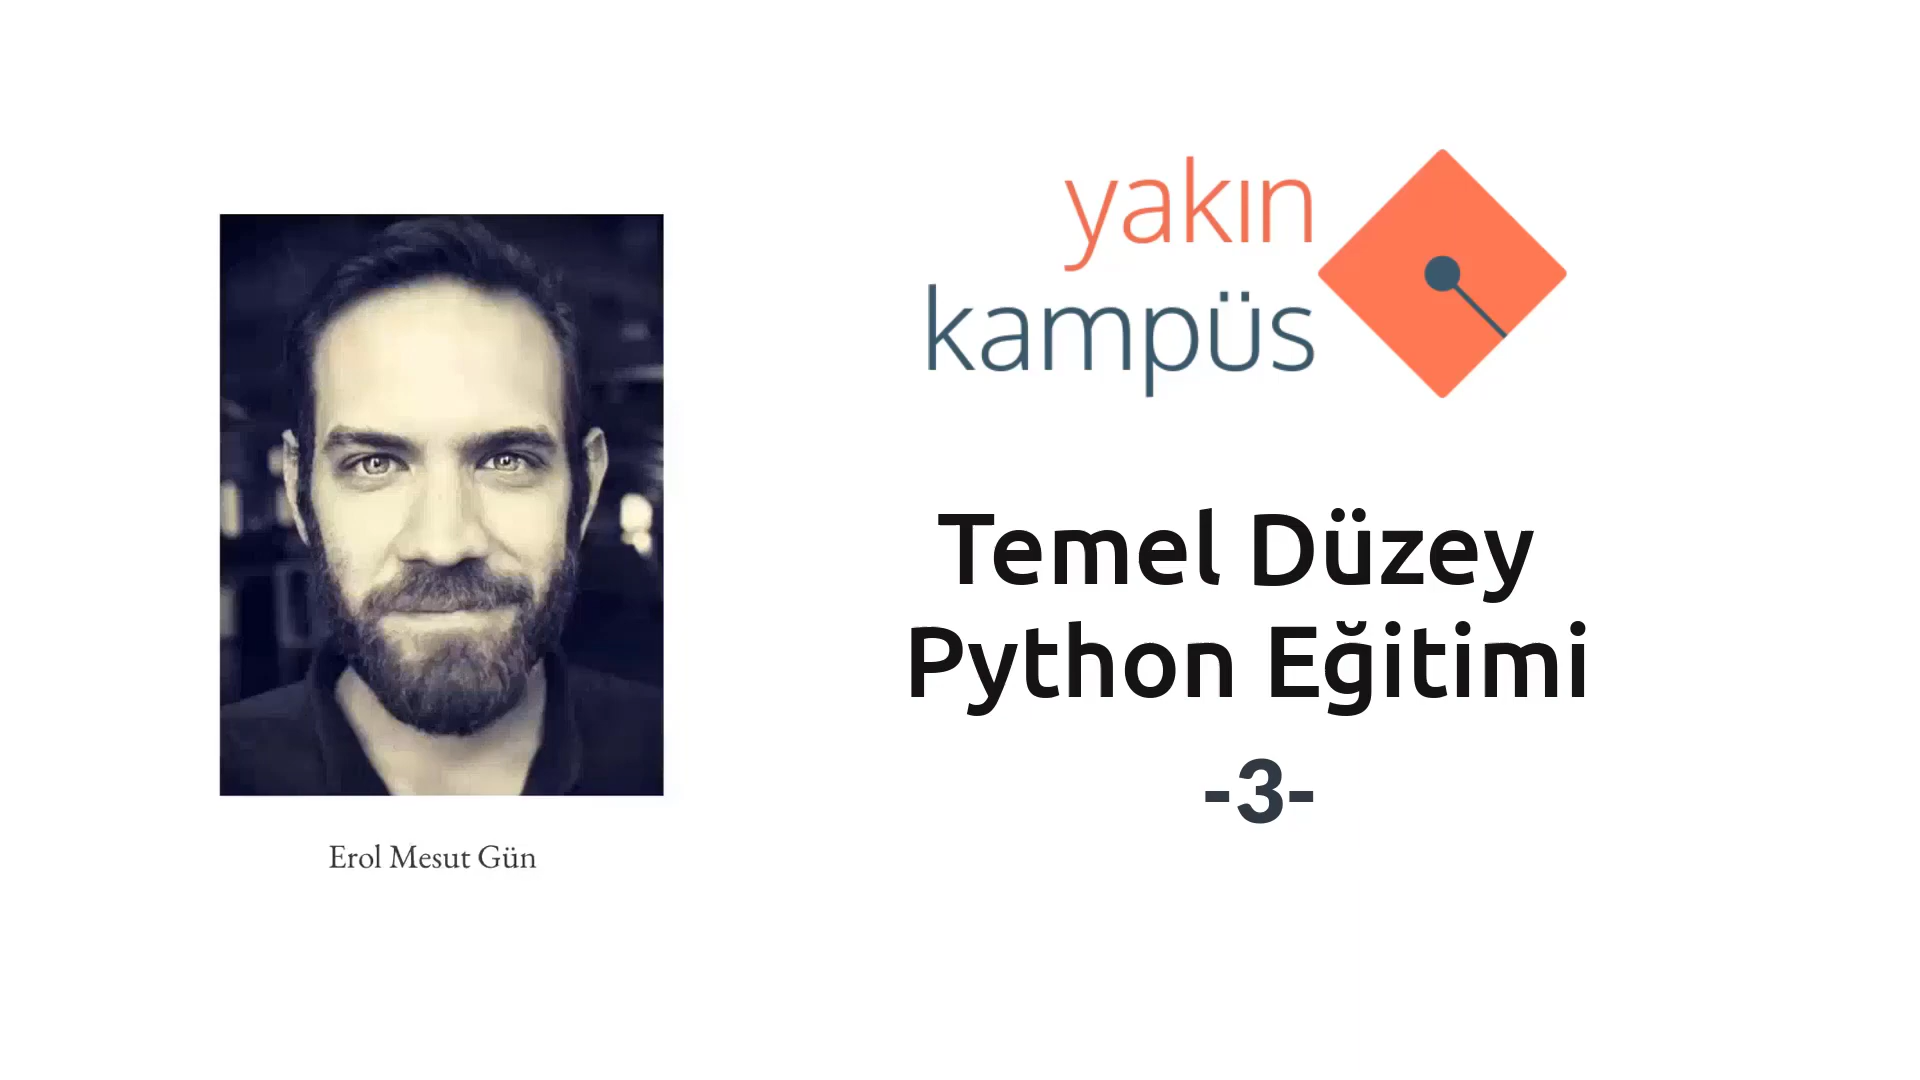 yakın
kampüs
Temel Düzey
Python Eğitimi
-3-
Erol Mesut Gün